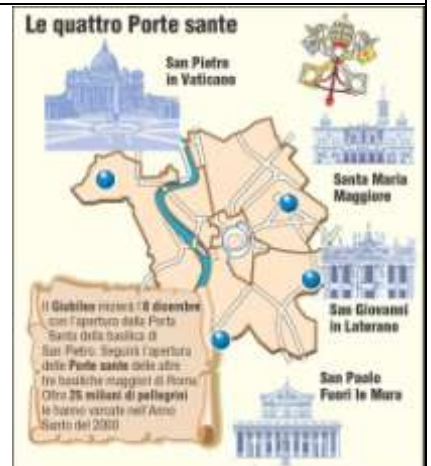 Le quattro Porte sante
San Pietro
in Vaticano
Santa Maria
Maggiore
San Giovanni
in Laterano
San Paolo
Fuori le Mura
Il Giubileo inizierà l'8 dicembre
con l'apertura della Porta
Santa della basilica di
San Pietro. Seguirà l'apertura
delle Porte sante delle altre
tre basiliche maggiori di Roma.
Oltre 25 milioni di pellegrini
le hanno varcate nell'Anno
Santo del 2000